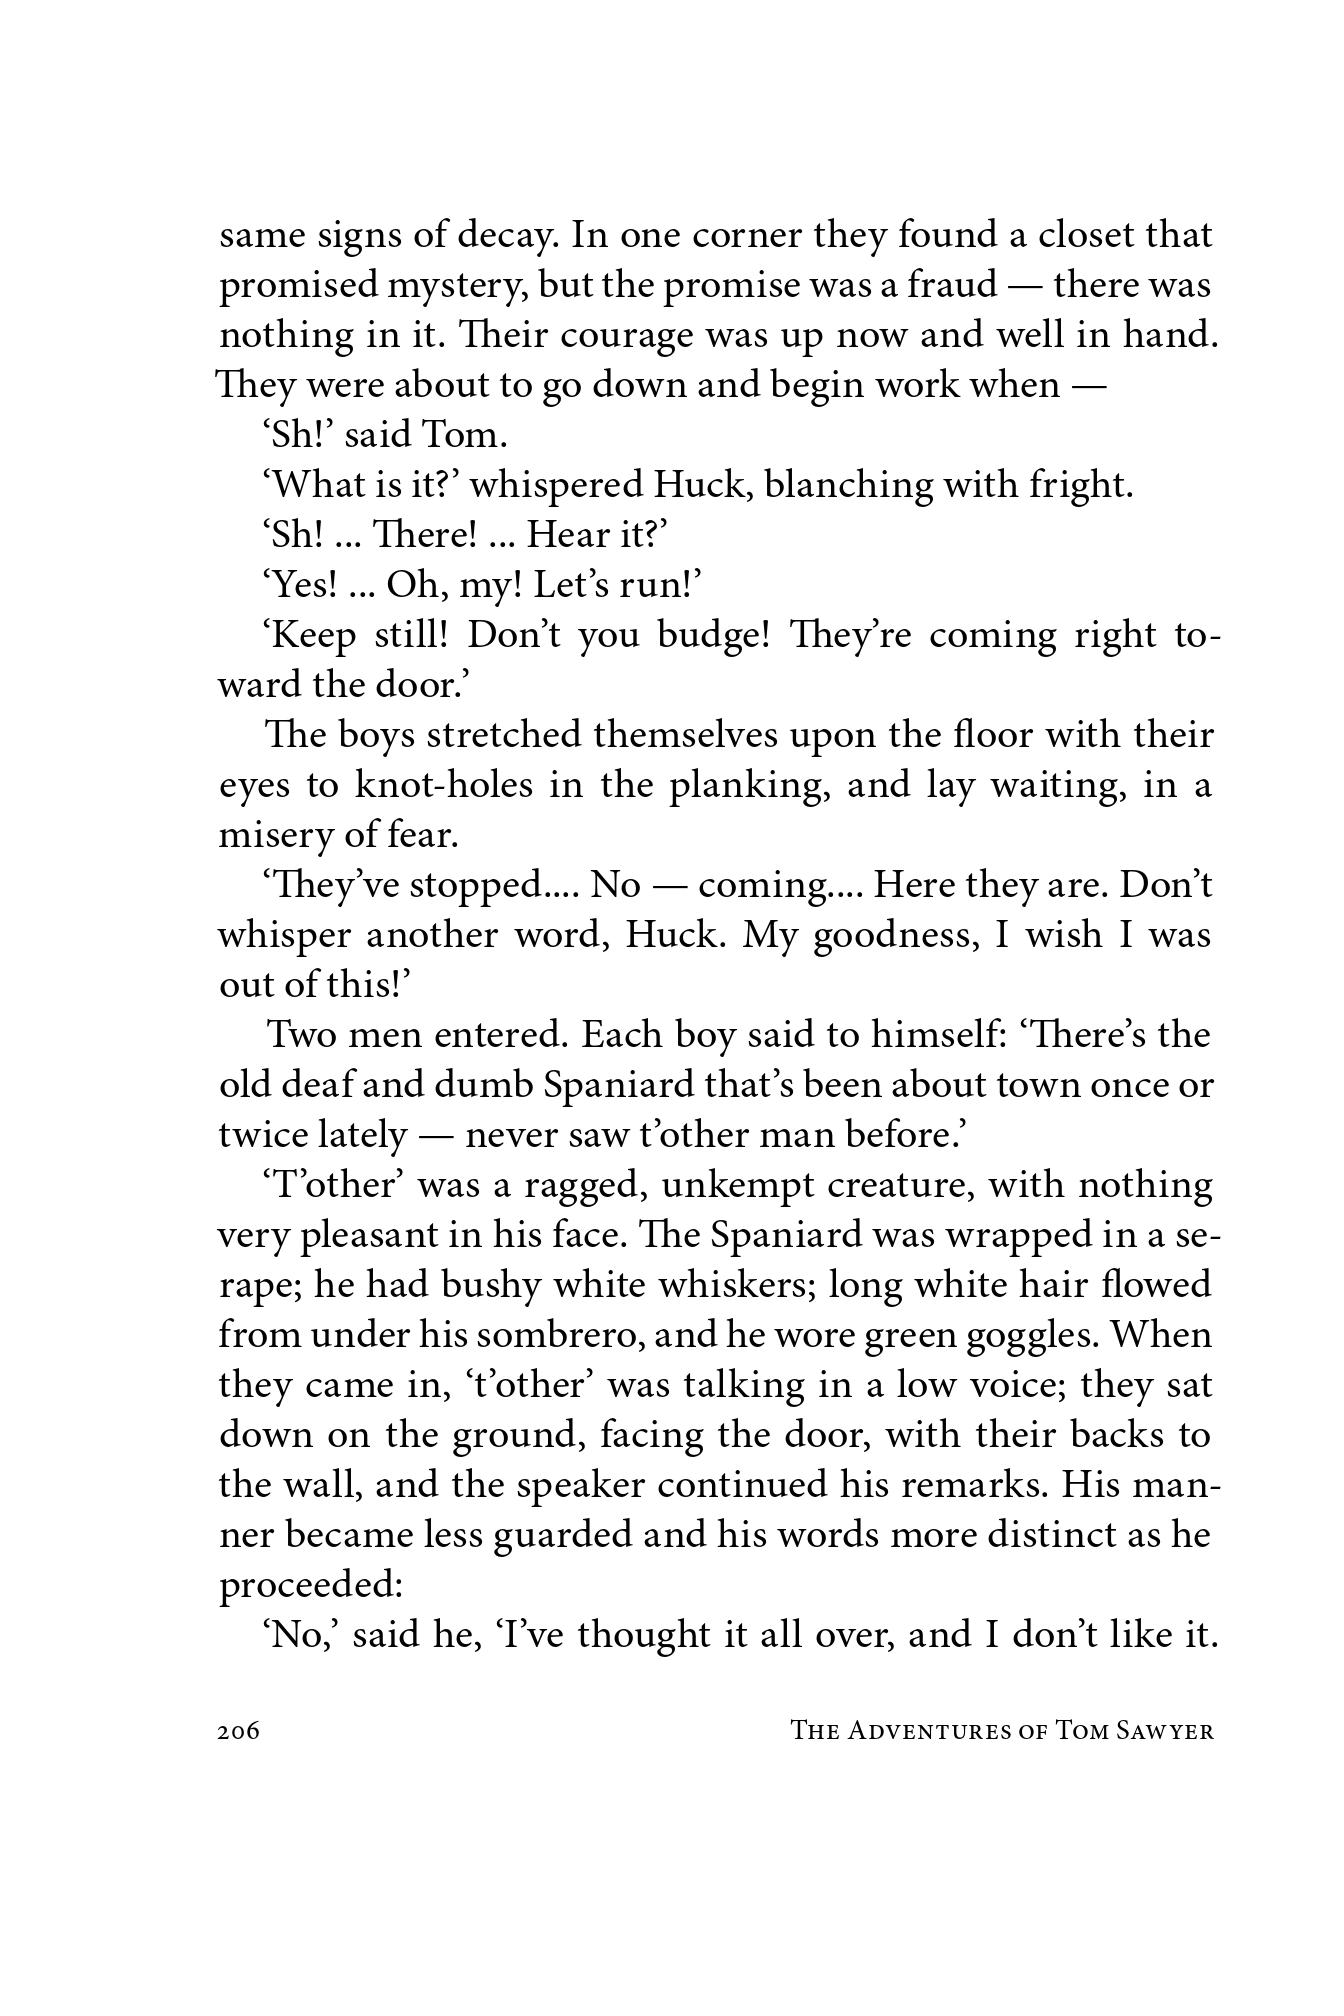 same signs of decay. In one corner they found a closet that
promised mystery, but the promise was a fraud — there was
nothing in it. Their courage was up now and well in hand.
They were about to go down and begin work when —
‘Sh!’ said Tom.
‘What is it?’ whispered Huck, blanching with fright.
‘Sh! ... There! ... Hear it?’
‘Yes! ... Oh, my! Let’s run!’
‘Keep still! Don’t you budge! They’re coming right to-
ward the door.’
The boys stretched themselves upon the floor with their
eyes to knot-holes in the planking, and lay waiting, in a
misery of fear.
‘They’ve stopped.... No — coming.... Here they are. Don’t
whisper another word, Huck. My goodness, I wish I was
out of this!’
Two men entered. Each boy said to himself: ‘There’s the
old deaf and dumb Spaniard that’s been about town once or
twice lately — never saw t’other man before.’
‘T’other’ was a ragged, unkempt creature, with nothing
very pleasant in his face. The Spaniard was wrapped in a se-
rape; he had bushy white whiskers; long white hair flowed
from under his sombrero, and he wore green goggles. When
they came in, ‘t’other’ was talking in a low voice; they sat
down on the ground, facing the door, with their backs to
the wall, and the speaker continued his remarks. His man-
ner became less guarded and his words more distinct as he
proceeded:
‘No,’ said he, ‘I’ve thought it all over, and I don’t like it.
206 The Adventures of Tom Sawyer